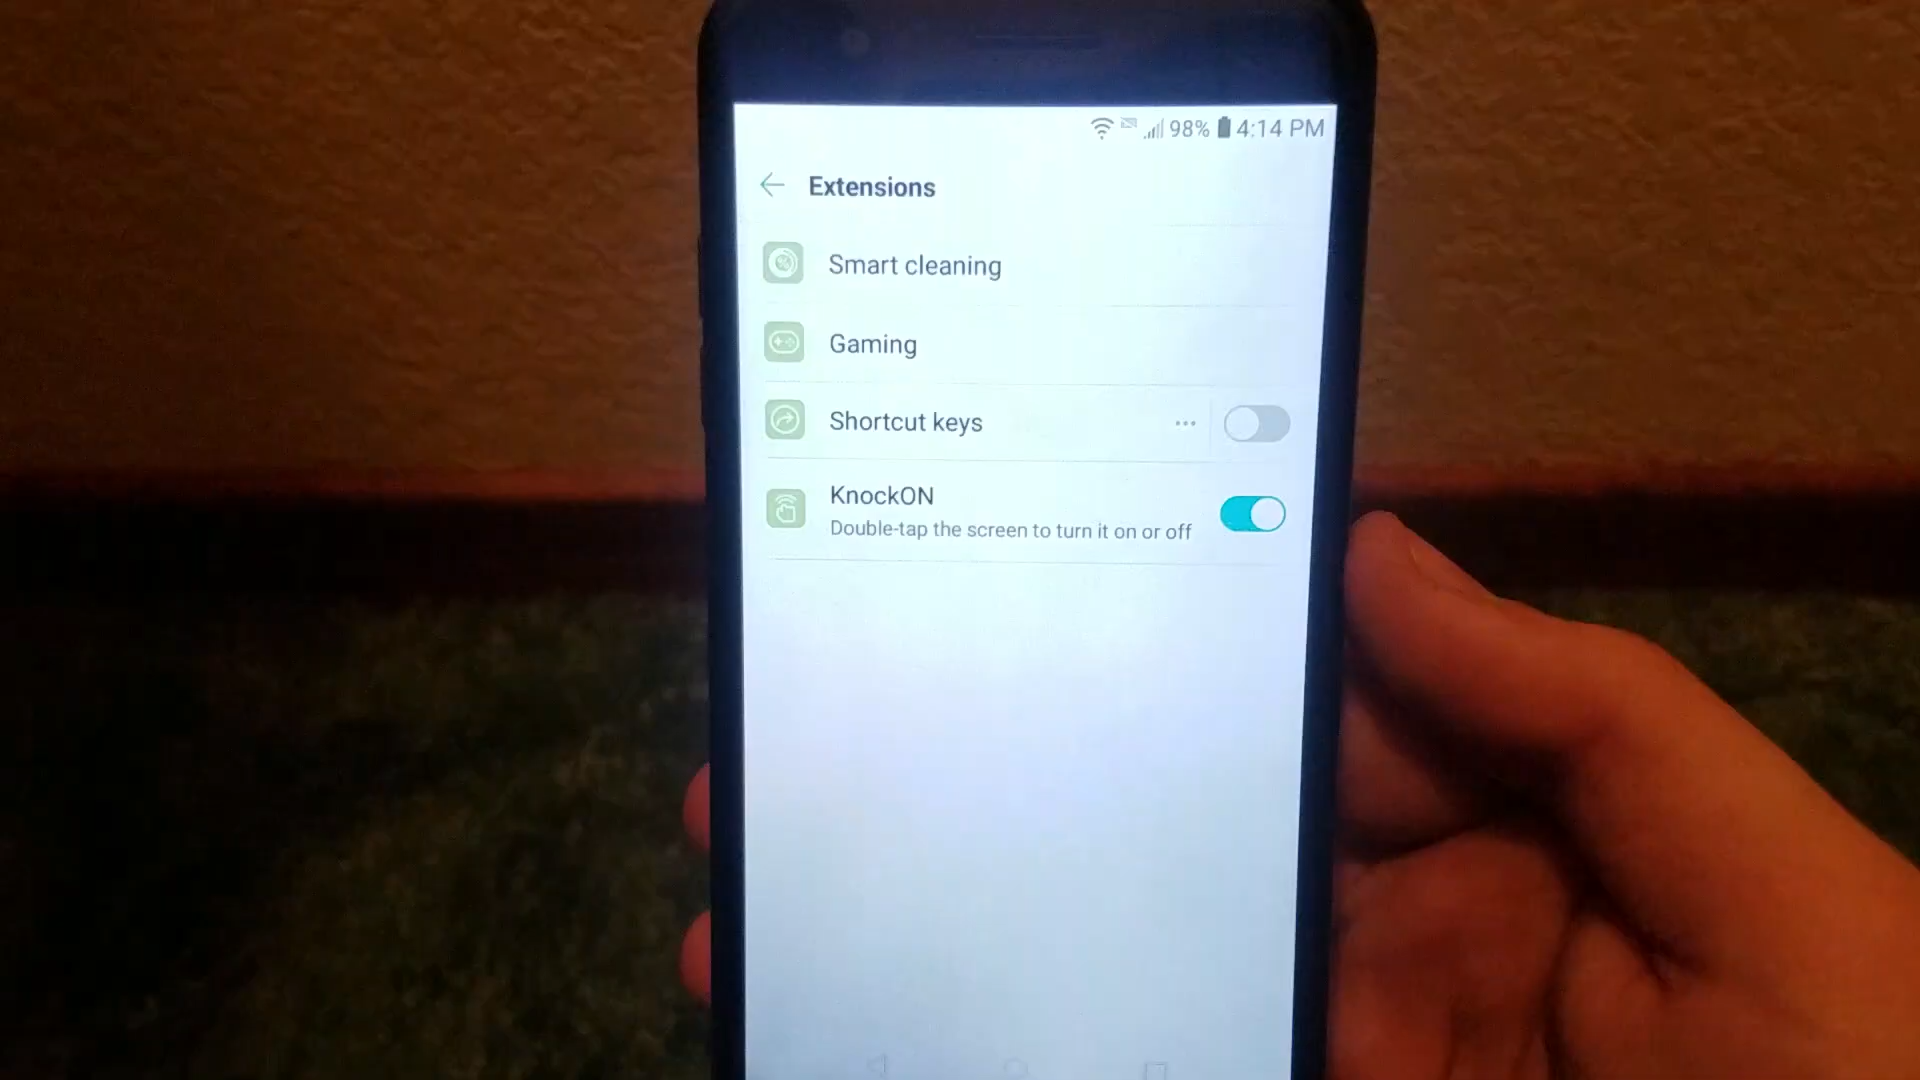 98% 4:14 PM
Extensions
Smart cleaning
Gaming
Shortcut keys
KnockON
Double-tap the screen to turn it on or off